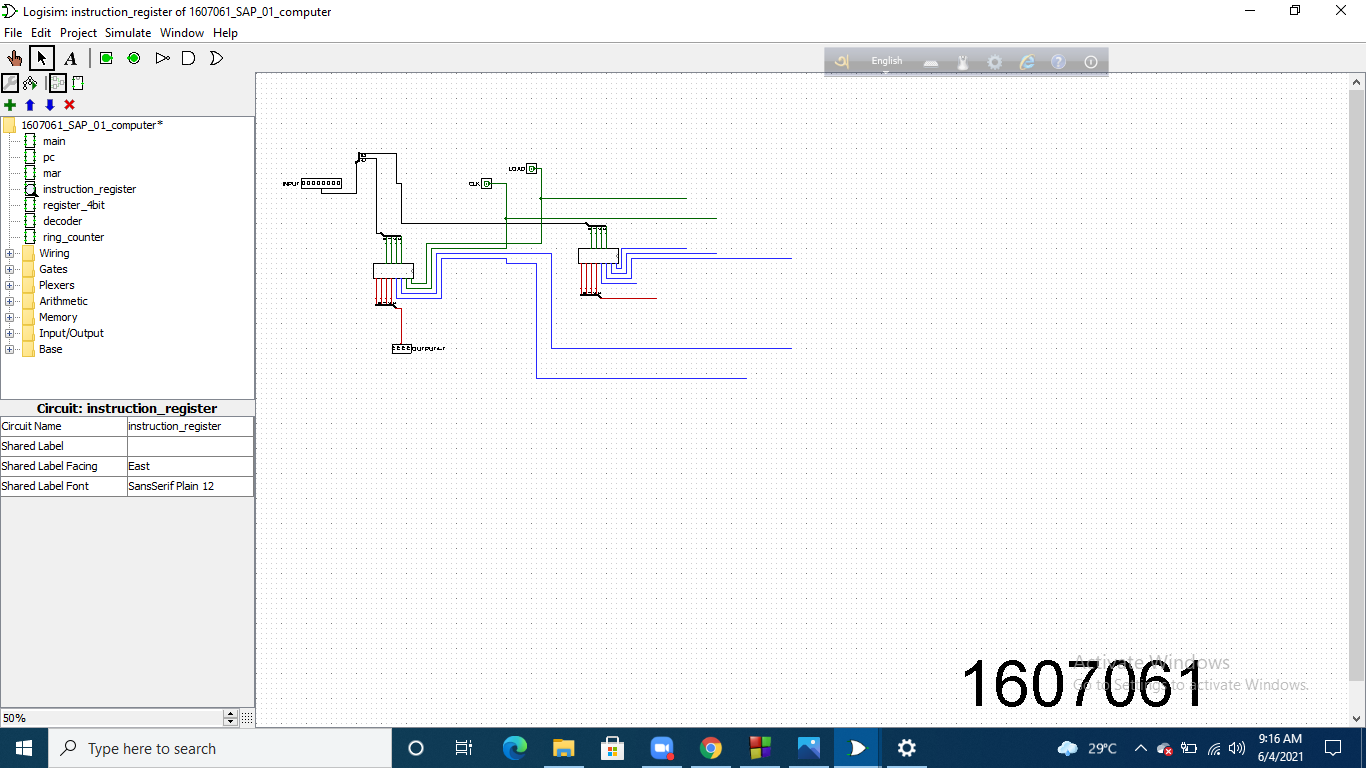 Logisim: instruction_register of 1607061_SAP_01_computer
File Edit Project Simulate Window Help
A
English
1607061_SAP_01_computer*
main
pc
mar
instruction_register
register_4bit
decoder
ring_counter
Wiring
Gates
Plexers
Arithmetic
Memory
Input/Output
Base
INPUT
CLK
LOAD
Circuit: instruction_register
Circuit Name instruction_register
Shared Label
Shared Label Facing East
Shared Label Font SansSerif Plain 12
50%
1607061
Activate Windows
Go to Settings to activate Windows.
Type here to search
29°C
9:16 AM
6/4/2021